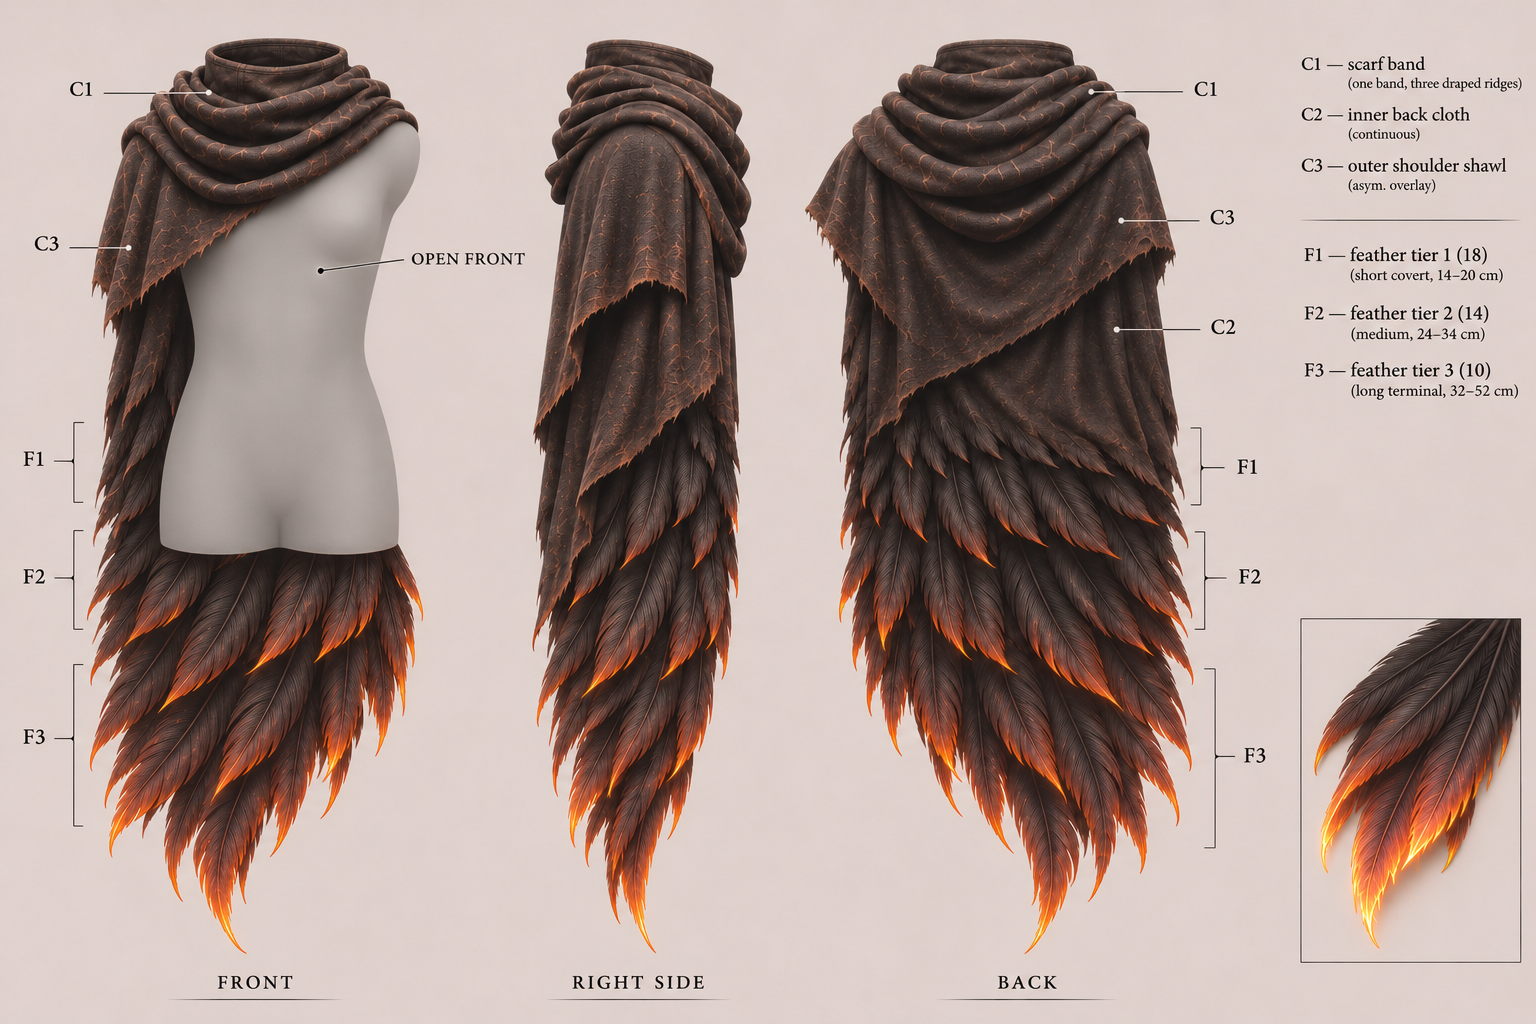 C1
C3
OPEN FRONT
F1
F2
F3
FRONT
RIGHT SIDE
C1
C3
C2
F1
F2
F3
BACK
C1 — scarf band
(one band, three draped ridges)
C2 — inner back cloth
(continuous)
C3 — outer shoulder shawl
(asym. overlay)
F1 — feather tier 1 (18)
(short covert, 14–20 cm)
F2 — feather tier 2 (14)
(medium, 24–34 cm)
F3 — feather tier 3 (10)
(long terminal, 32–52 cm)